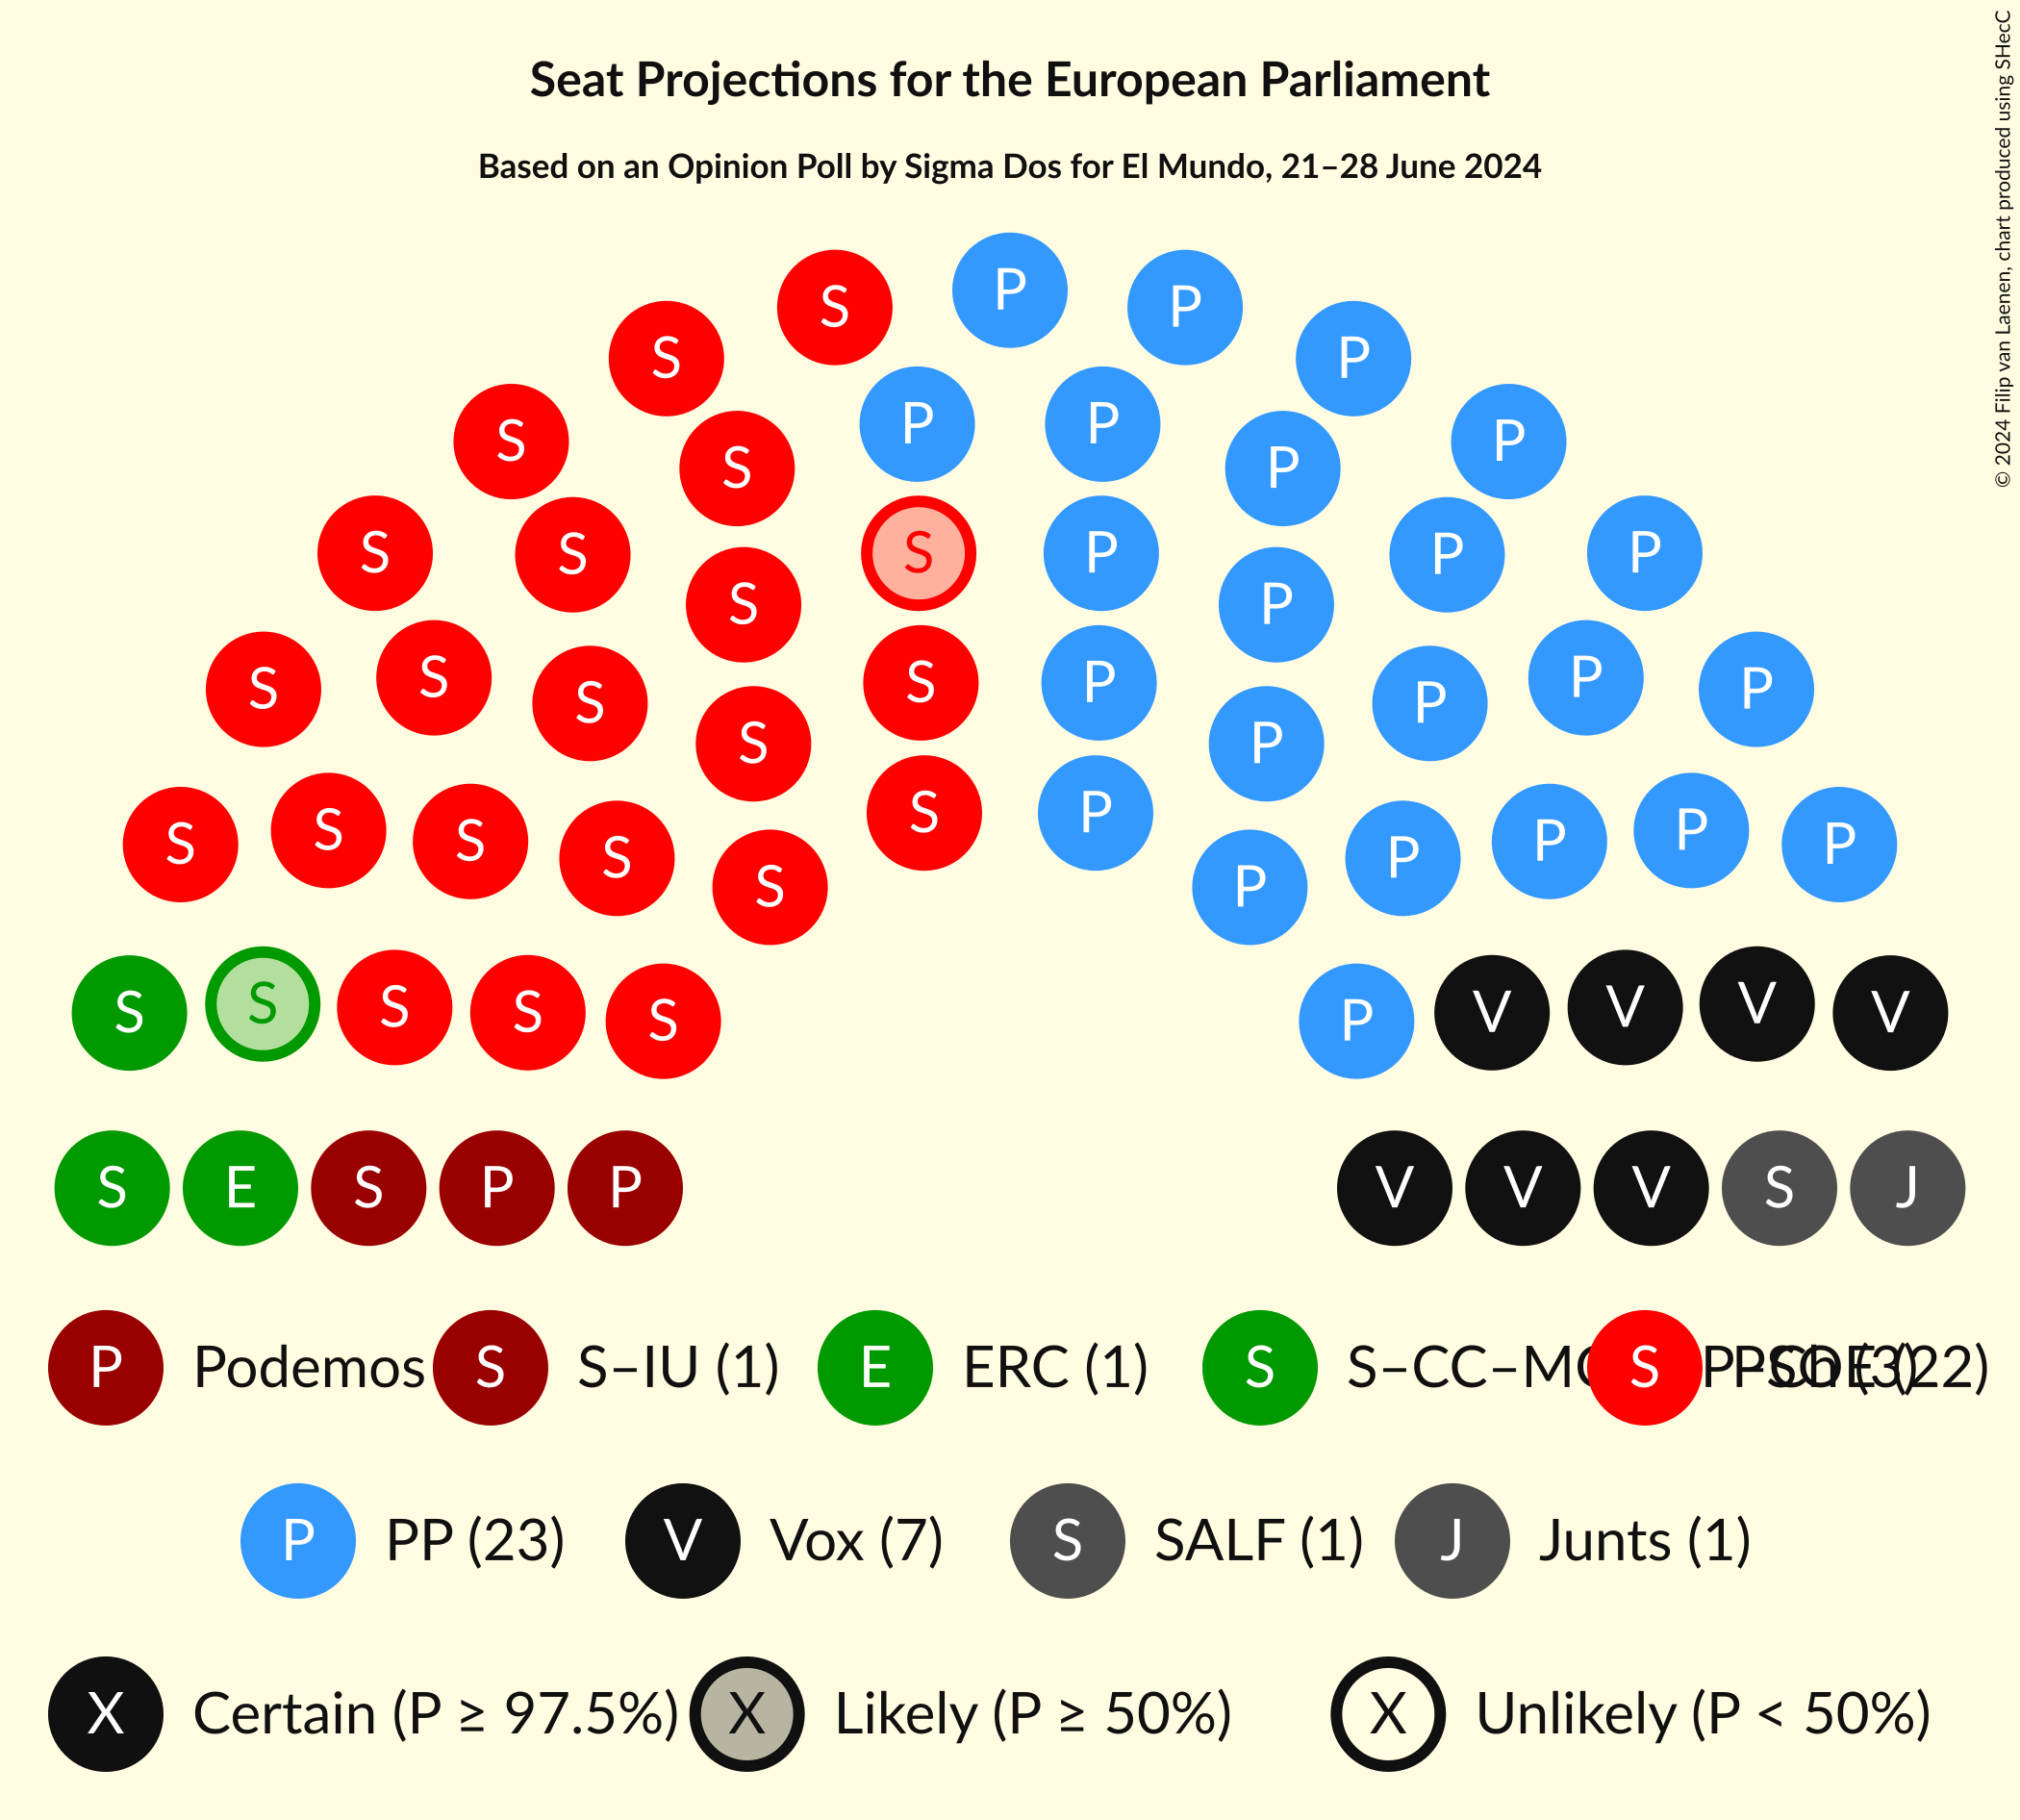 Seat Projections for the European Parliament
Based on an Opinion Poll by Sigma Dos for El Mundo, 21–28 June 2024
© 2024 Filip van Laenen, chart produced using SHecC
P
S P
S P
P P
S P
S P
S S S P P P
S P
S S S S P P P P
S P
S P
S S S S P P P P
S P
S S S S S P V V V V
S E S P P V V V S J
P Podemos S S–IU (1) E ERC (1) S S–CC–M S
P PP (23) V Vox (7) S SALF (1) J Junts (1)
X Certain (P ≥ 97.5%) X Likely (P ≥ 50%) X Unlikely (P < 50%)